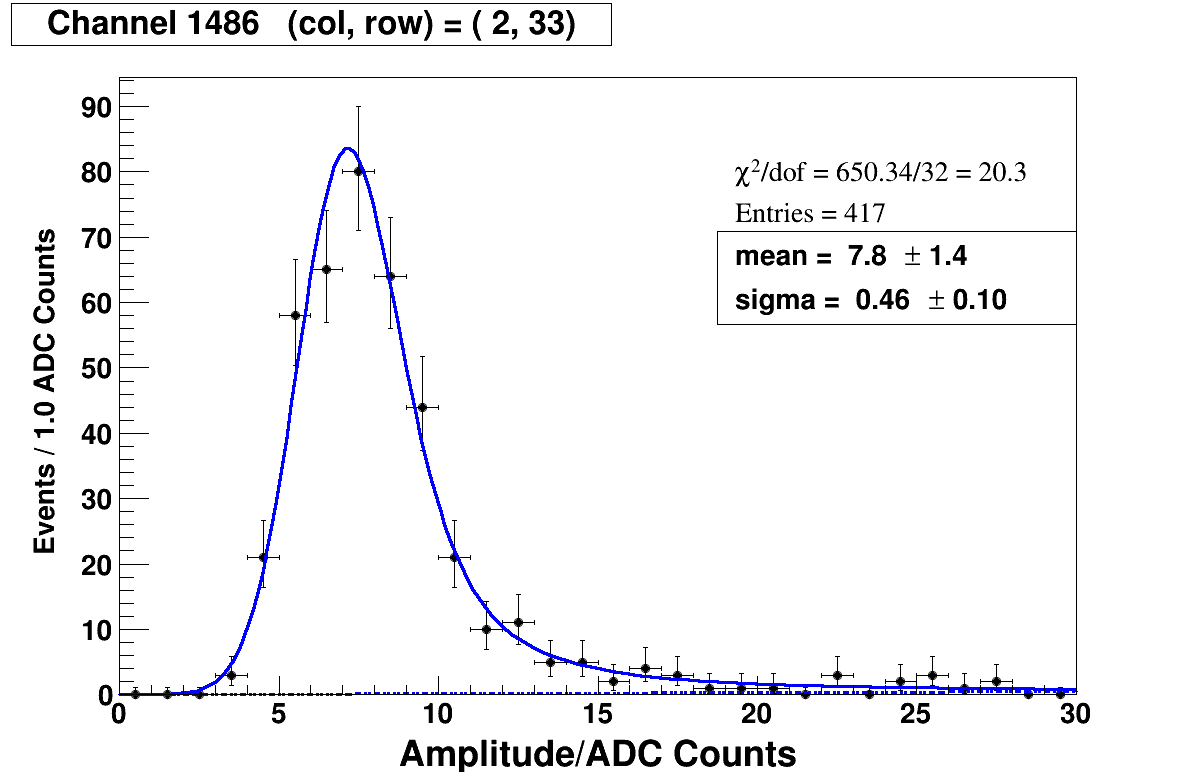 Channel 1486 (col, row) = ( 2, 33)
χ²/dof = 650.34/32 = 20.3
Entries = 417
mean = 7.8 ± 1.4
sigma = 0.46 ± 0.10
Events / 1.0 ADC Counts
90
80
70
60
50
40
30
20
10
0
0 5 10 15 20 25 30
Amplitude/ADC Counts